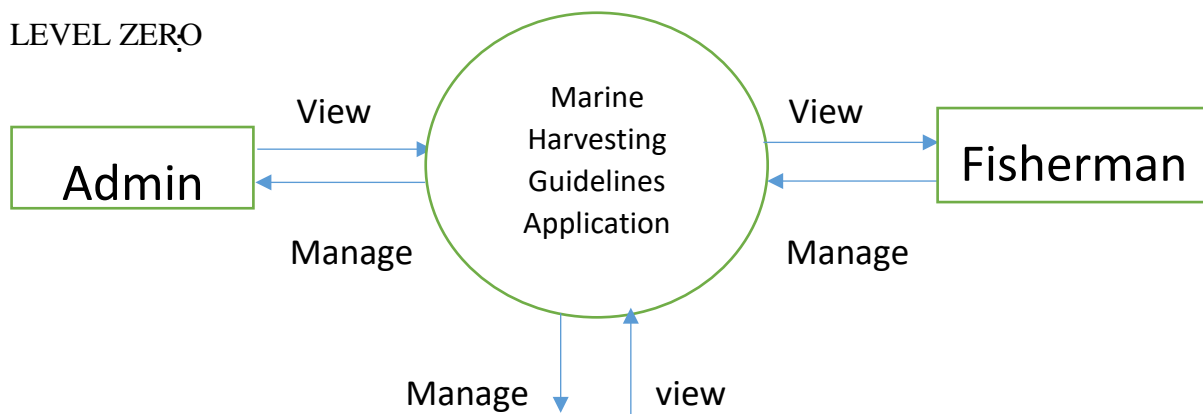 LEVEL ZERO:
View
Admin
Manage
Marine
Harvesting
Guidelines
Application
View
Fisherman
Manage
Manage view